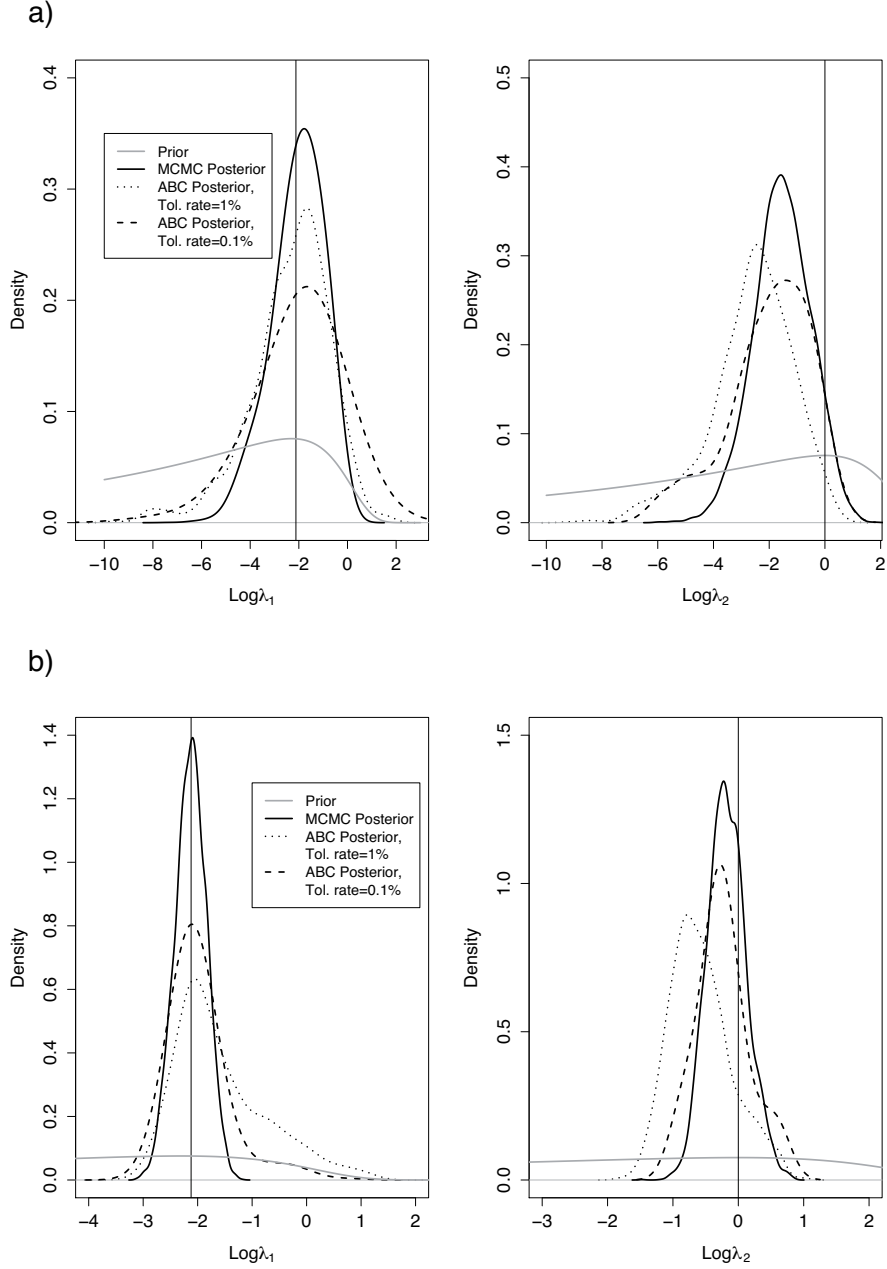 a)
0.4
0.3
0.2
0.1
0.0
Density
Prior
MCMC Posterior
ABC Posterior,
Tol. rate=1%
ABC Posterior,
Tol. rate=0.1%
−10 −8 −6 −4 −2 0 2
Logλ1
0.5
0.4
0.3
0.2
0.1
0.0
Density
−10 −8 −6 −4 −2 0 2
Logλ2
b)
1.4
1.2
1.0
0.8
0.6
0.4
0.2
0.0
Density
Prior
MCMC Posterior
ABC Posterior,
Tol. rate=1%
ABC Posterior,
Tol. rate=0.1%
−4 −3 −2 −1 0 1 2
Logλ1
1.5
1.0
0.5
0.0
Density
−3 −2 −1 0 1 2
Logλ2